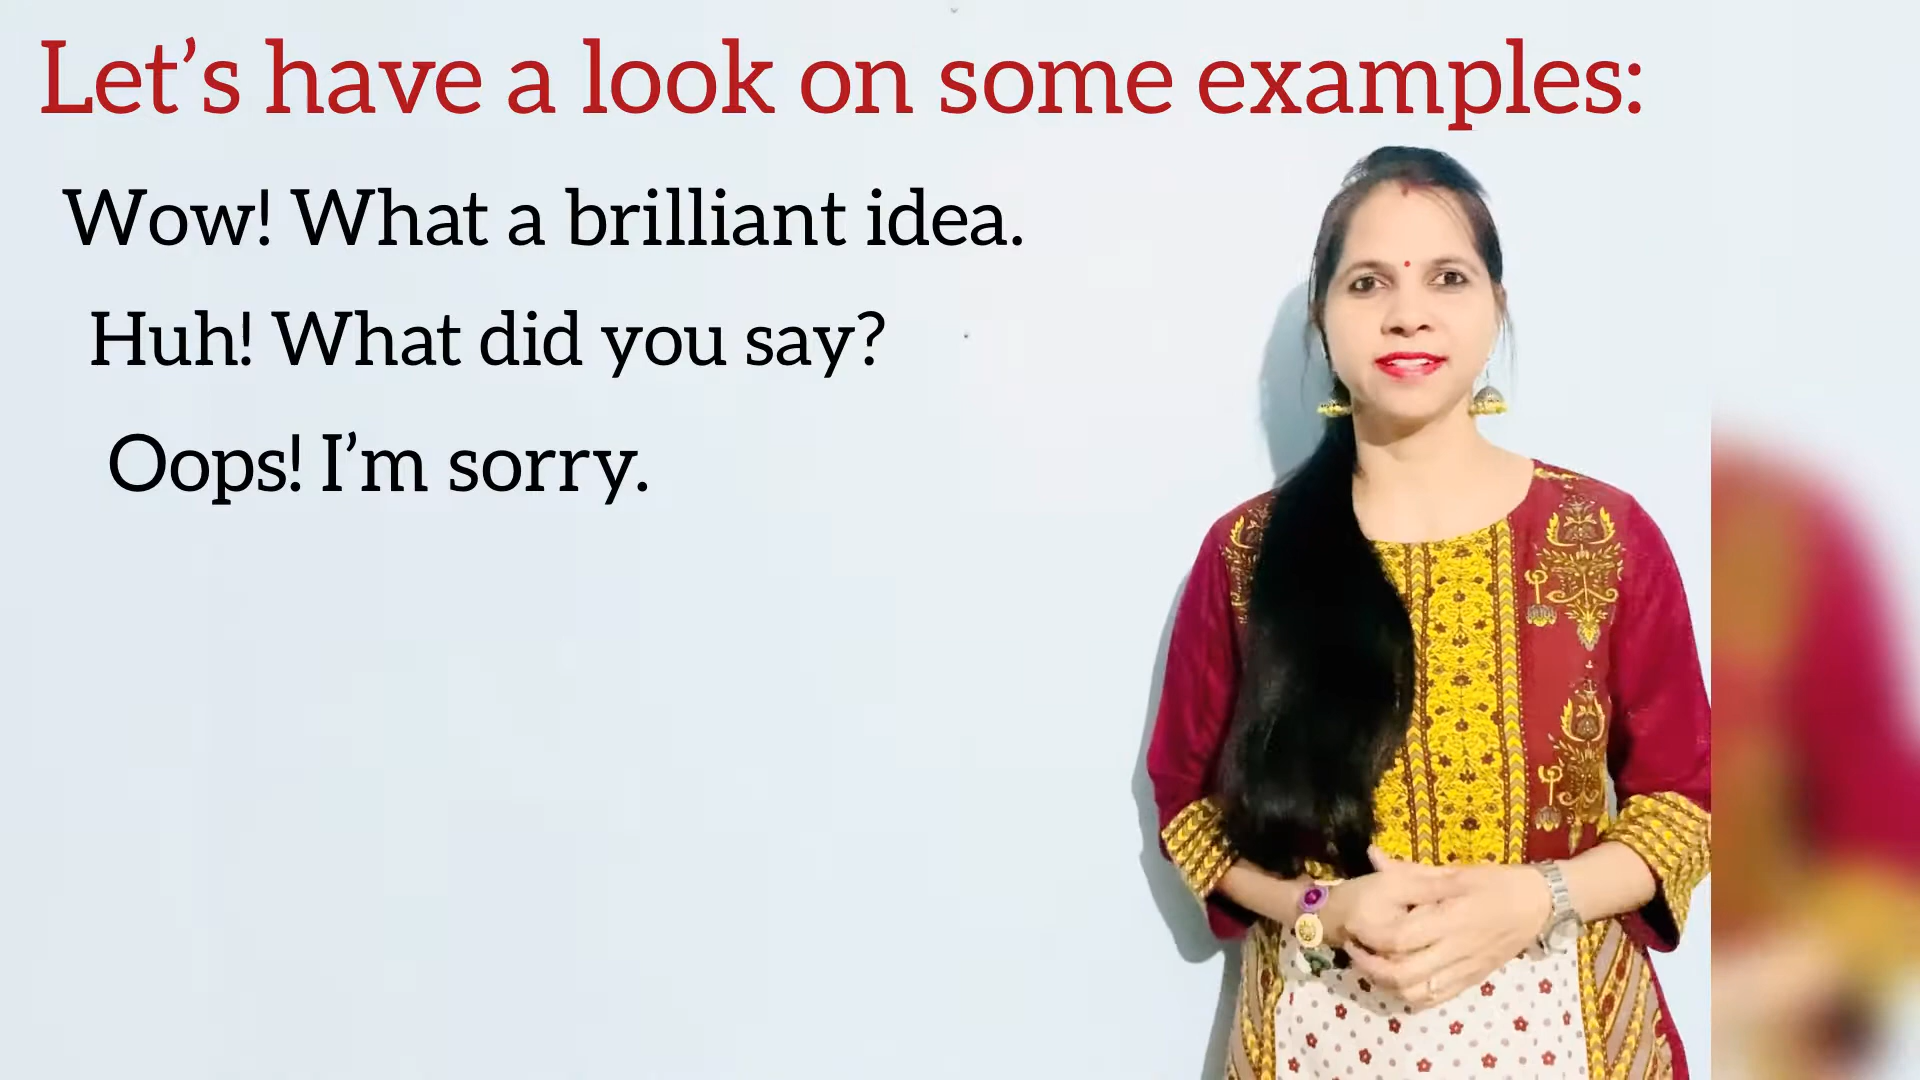 Let’s have a look on some examples:
Wow! What a brilliant idea.
Huh! What did you say?
Oops! I’m sorry.